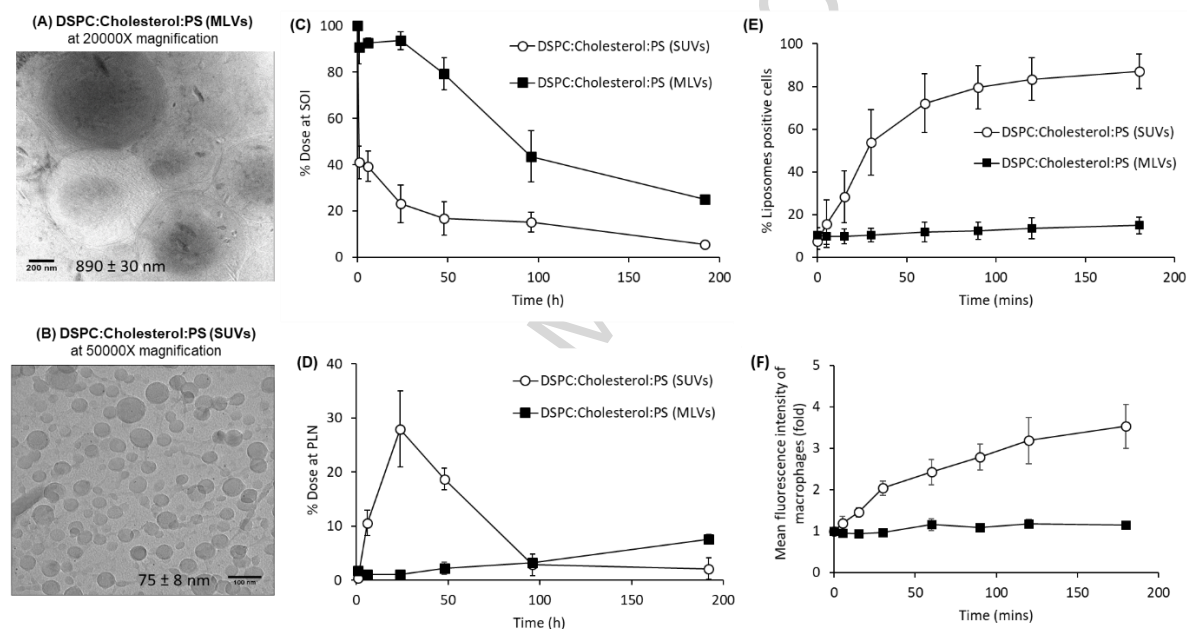 (A) DSPC:Cholesterol:PS (MLVs)
at 20000X magnification
200 nm
890 ± 30 nm
(B) DSPC:Cholesterol:PS (SUVs)
at 50000X magnification
75 ± 8 nm
100 nm
(C)
% Dose at SOI
100
80
60
40
20
0
DSPC:Cholesterol:PS (SUVs)
DSPC:Cholesterol:PS (MLVs)
0
50
100
150
200
Time (h)
(D)
% Dose at PLN
40
30
20
10
0
DSPC:Cholesterol:PS (SUVs)
DSPC:Cholesterol:PS (MLVs)
0
50
100
150
200
Time (h)
(E)
% Liposomes positive cells
100
80
60
40
20
0
DSPC:Cholesterol:PS (SUVs)
DSPC:Cholesterol:PS (MLVs)
0
50
100
150
200
Time (mins)
(F)
Mean fluorescence intensity of
macrophages (fold)
5
4
3
2
1
0
0
50
100
150
200
Time (mins)